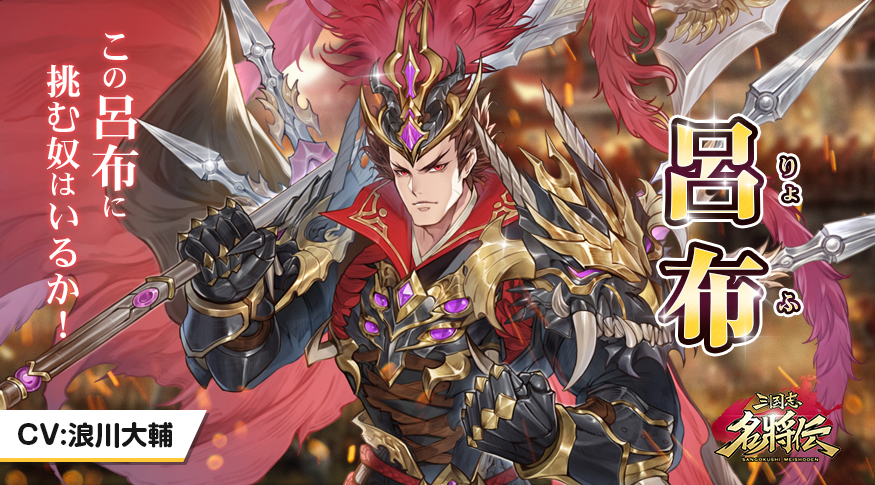 この呂布に
挑む奴はいるか!
呂布
りょ
ふ
CV:浪川大輔
三国志
名将伝
SANGOKUSHI MEISHODEN